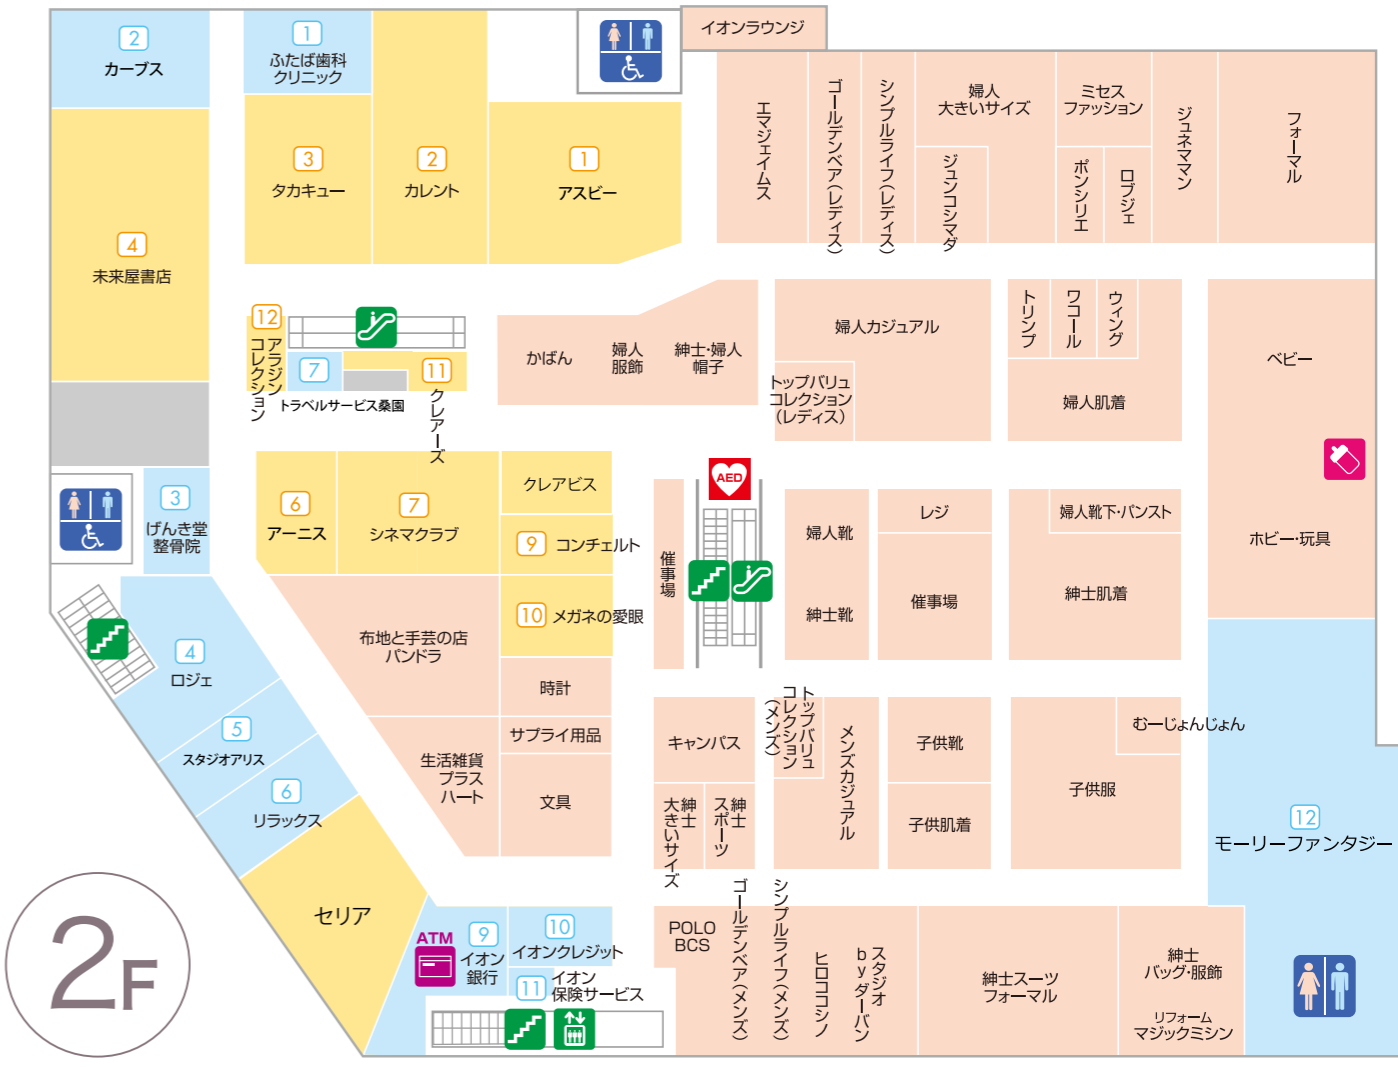 2
カーブス
1
ふたば歯科
クリニック
イオンラウンジ
4
未来屋書店
3
タカキュー
2
カレント
1
アスビー
エマジェイムス
ゴールデンベア(レディス)
シンプルライフ(レディス)
婦人
大きいサイズ
ジュンコシマダ
ミセス
ファッション
ポンシリエ
ロブジェ
ジュネママン
フォーマル
12
アラジン
コレクション
7
トラベルサービス桑園
11
クレアーズ
かばん
婦人
服飾
紳士・婦人
帽子
婦人カジュアル
トップバリュ
コレクション
(レディス)
トリンプ
ワコール
ウィング
婦人肌着
ベビー
ホビー・玩具
3
げんき堂
整骨院
6
アーニス
7
シネマクラブ
クレアビス
9 コンチェルト
10 メガネの愛眼
AED
催事場
婦人靴
紳士靴
レジ
催事場
婦人靴下・パンスト
紳士肌着
4
ロジェ
5
スタジオアリス
6
リラックス
布地と手芸の店
パンドラ
時計
サプライ用品
生活雑貨
プラス
ハート
文具
キャンパス
紳士
大きいサイズ
紳士
スポーツ
トップバリュ
コレクション
(メンズ)
メンズカジュアル
子供靴
子供肌着
むーじょんじょん
子供服
12
モーリーファンタジー
セリア
ATM
9
イオン
銀行
10
イオンクレジット
11 イオン
保険サービス
POLO
BCS
ゴールデンベア(メンズ)
シンプルライフ(メンズ)
ヒロココシノ
スタジオ
byダーバン
紳士スーツ
フォーマル
紳士
バッグ・服飾
リフォーム
マジックミシン
2F